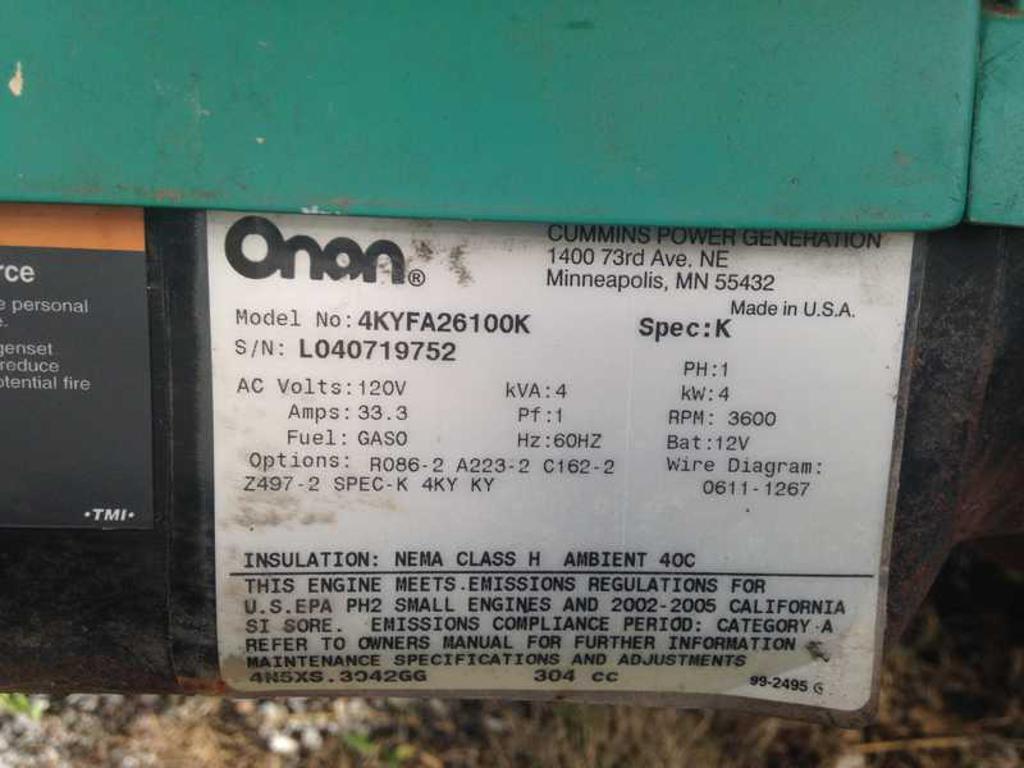 rce
personal
genset
reduce
otential fire
•TMI•
Onan®
CUMMINS POWER GENERATION
1400 73rd Ave. NE
Minneapolis, MN 55432
Made in U.S.A.
Model No: 4KYFA26100K
Spec: K
S/N: L040719752
PH: 1
AC Volts: 120V
kVA: 4
kW: 4
Amps: 33.3
Pf: 1
RPM: 3600
Fuel: GASO
Hz: 60HZ
Bat: 12V
Options: R086-2 A223-2 C162-2
Wire Diagram:
Z497-2 SPEC-K 4KY KY
0611-1267
INSULATION: NEMA CLASS H AMBIENT 40C
THIS ENGINE MEETS EMISSIONS REGULATIONS FOR
U.S.EPA PH2 SMALL ENGINES AND 2002-2005 CALIFORNIA
SI SORE. EMISSIONS COMPLIANCE PERIOD: CATEGORY A
REFER TO OWNERS MANUAL FOR FURTHER INFORMATION
MAINTENANCE SPECIFICATIONS AND ADJUSTMENTS
4N5XS.3042GG 304 cc
99-2495 G